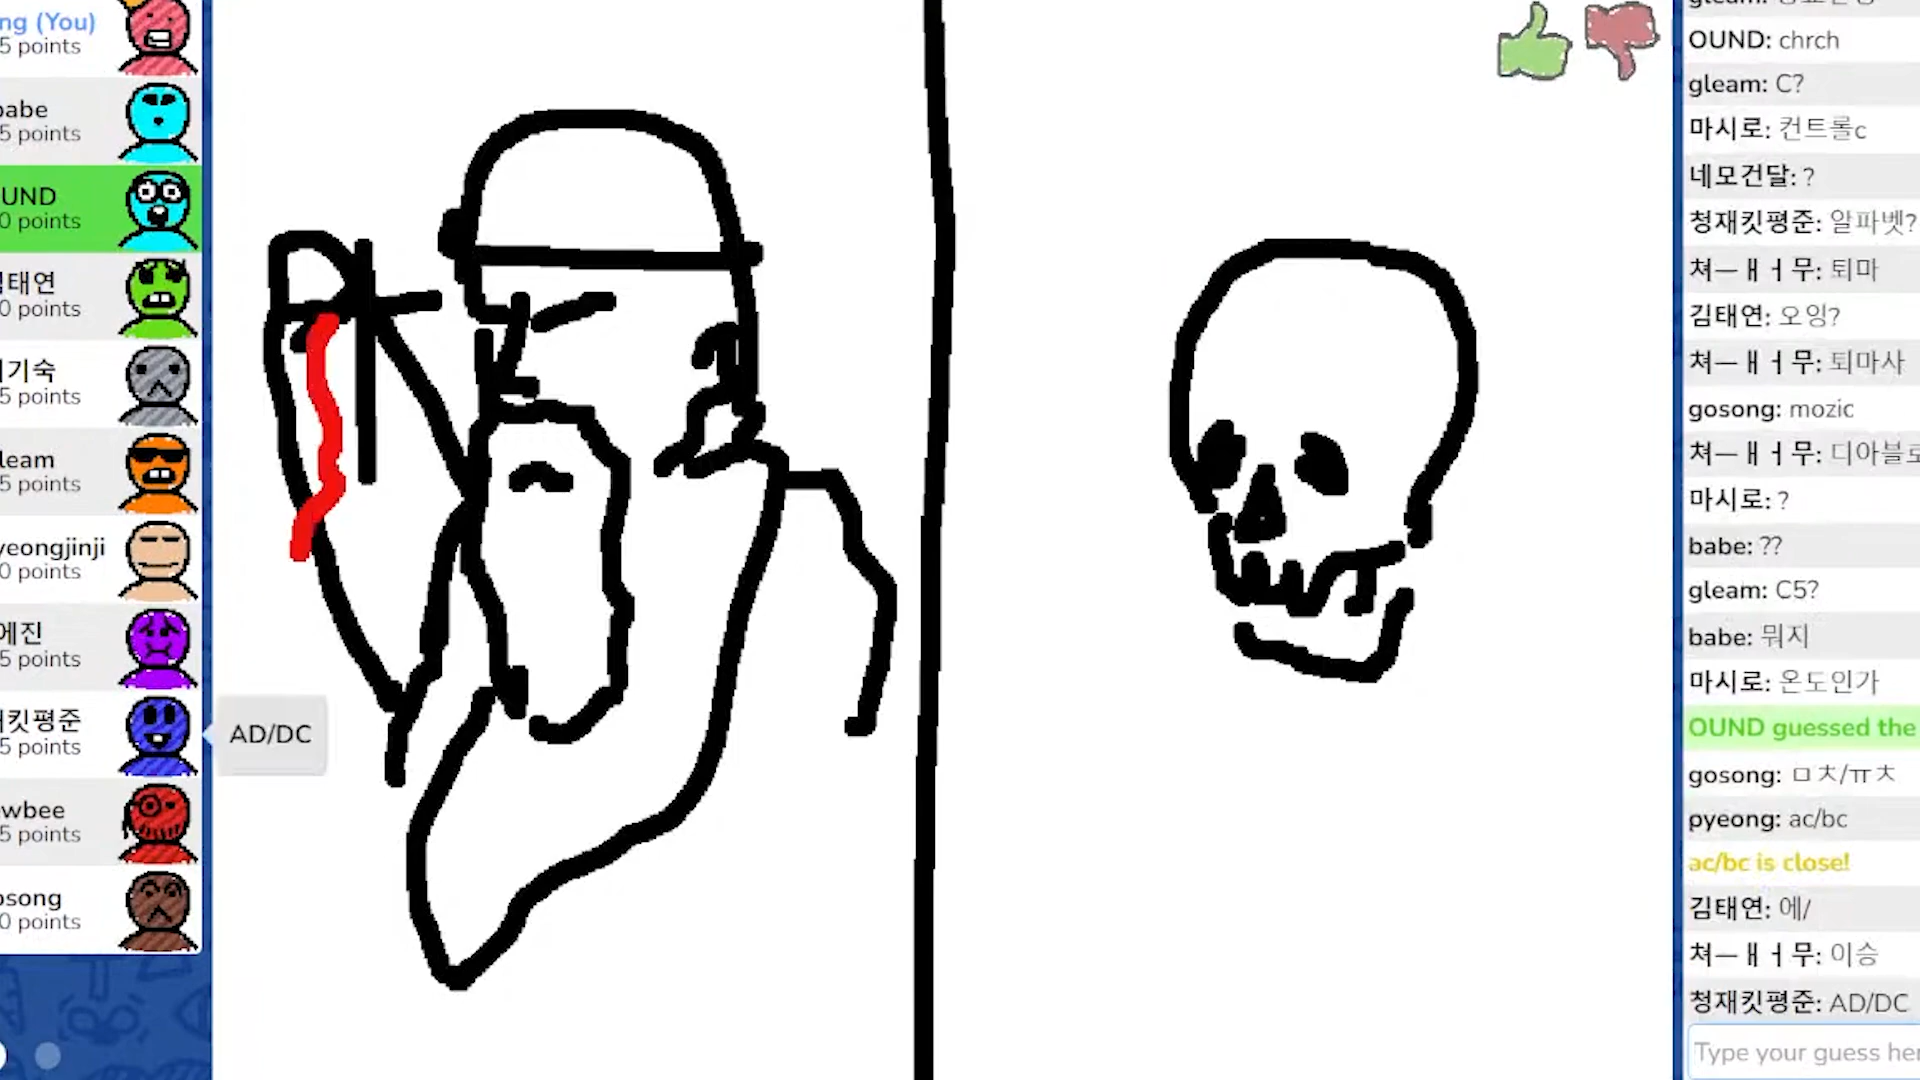 ng (You)
5 points
babe
5 points
OUND
0 points
김태연
0 points
기숙
5 points
leam
5 points
yeongjinji
0 points
에진
5 points
킷평준
5 points
wbee
5 points
osong
0 points
AD/DC
gleam:
OUND: chrch
gleam: C?
마시로: 컨트롤c
네모건달: ?
청재킷평준: 알파벳?
쳐ㅡㅐㅓ무: 퇴마
김태연: 오잉?
쳐ㅡㅐㅓ무: 퇴마사
gosong: mozic
쳐ㅡㅐㅓ무: 디아블로
마시로: ?
babe: ??
gleam: C5?
babe: 뭐지
마시로: 온도인가
OUND guessed the
gosong: ㅁㅊ/ㅠㅊ
pyeong: ac/bc
ac/bc is close!
김태연: 에/
쳐ㅡㅐㅓ무: 이승
청재킷평준: AD/DC
Type your guess her